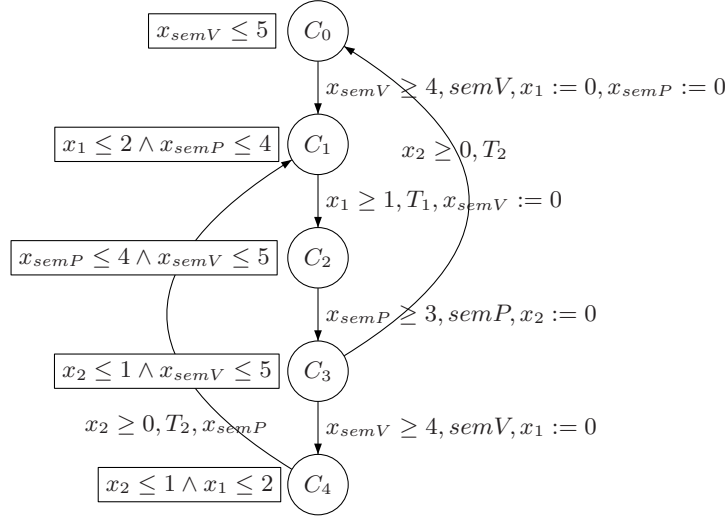 x_{semV} ≤ 5
C_0
x_{semV} ≥ 4, semV, x_1 := 0, x_{semP} := 0
x_1 ≤ 2 ∧ x_{semP} ≤ 4
C_1
x_2 ≥ 0, T_2
x_1 ≥ 1, T_1, x_{semV} := 0
x_{semP} ≤ 4 ∧ x_{semV} ≤ 5
C_2
x_{semP} ≥ 3, semP, x_2 := 0
x_2 ≤ 1 ∧ x_{semV} ≤ 5
C_3
x_2 ≥ 0, T_2, x_{semP}
x_{semV} ≥ 4, semV, x_1 := 0
x_2 ≤ 1 ∧ x_1 ≤ 2
C_4